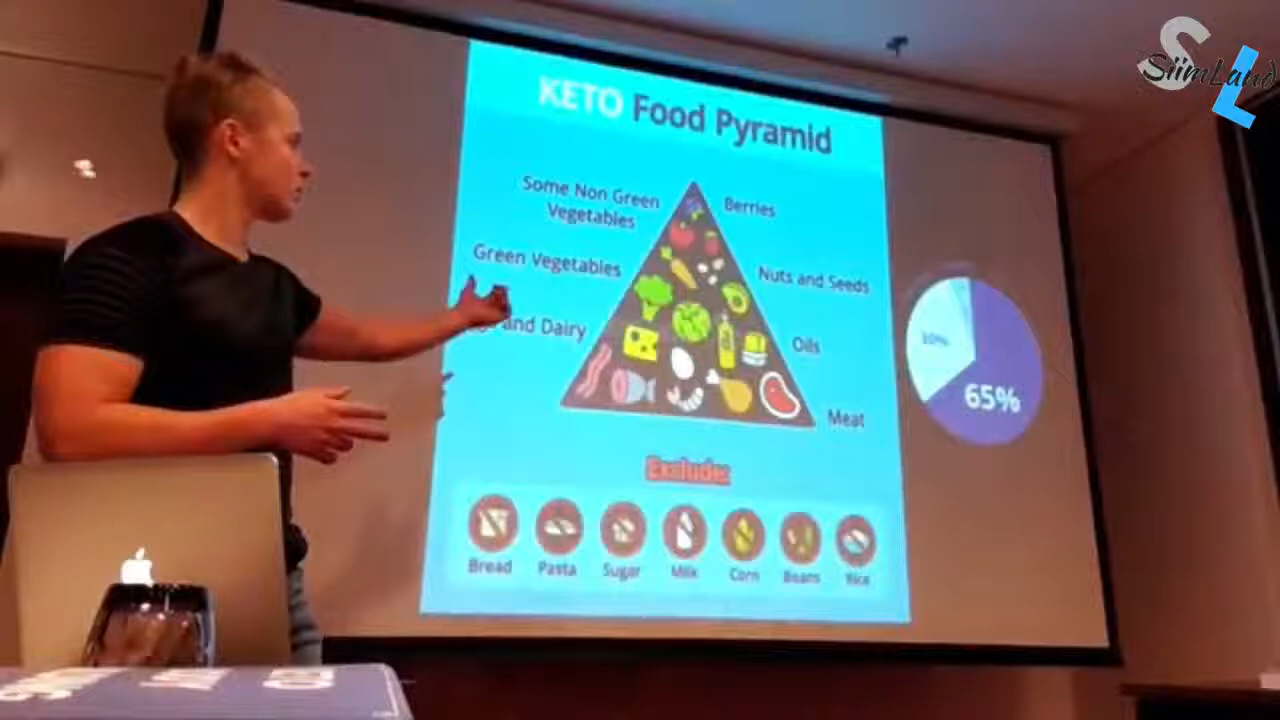 SiimLand
KETO Food Pyramid
Some Non Green
Vegetables
Berries
Green Vegetables
Nuts and Seeds
and Dairy
Oils
Meat
30%
65%
Exclude:
Bread
Pasta
Sugar
Milk
Corn
Beans
Rice